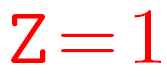 Z = 1